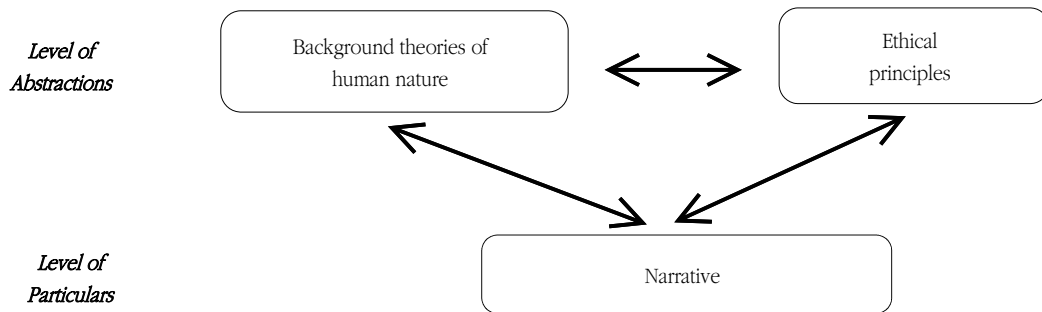 Level of
Abstractions
Background theories of
human nature
Ethical
principles
Level of
Particulars
Narrative